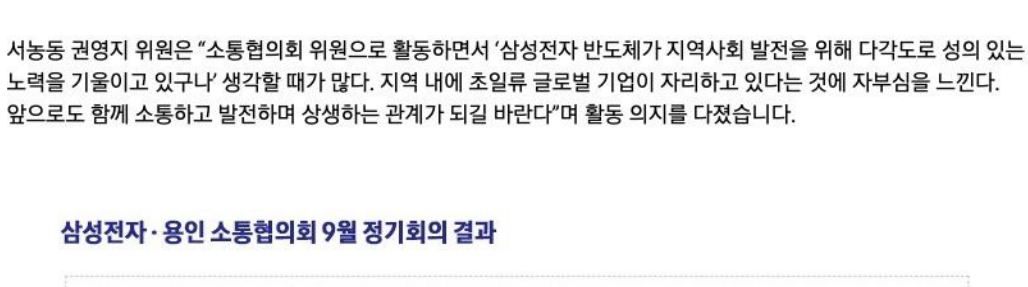 서농동 권영지 위원은 “소통협의회 위원으로 활동하면서 ‘삼성전자 반도체가 지역사회 발전을 위해 다각도로 성의 있는
노력을 기울이고 있구나’ 생각할 때가 많다. 지역 내에 초일류 글로벌 기업이 자리하고 있다는 것에 자부심을 느낀다.
앞으로도 함께 소통하고 발전하며 상생하는 관계가 되길 바란다”며 활동 의지를 다졌습니다.
삼성전자·용인 소통협의회 9월 정기회의 결과